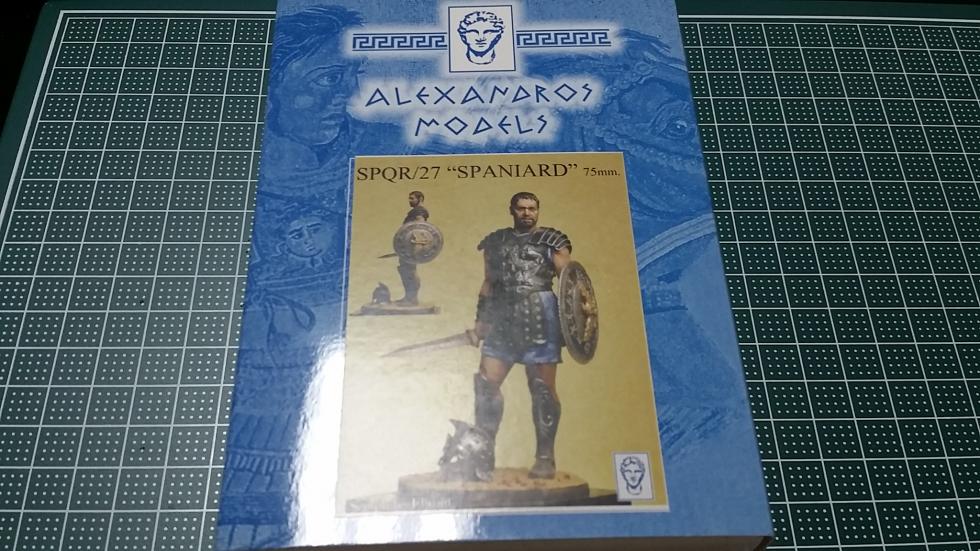 ALEXANDROS
MODELS
SPQR/27 “SPANIARD” 75mm.